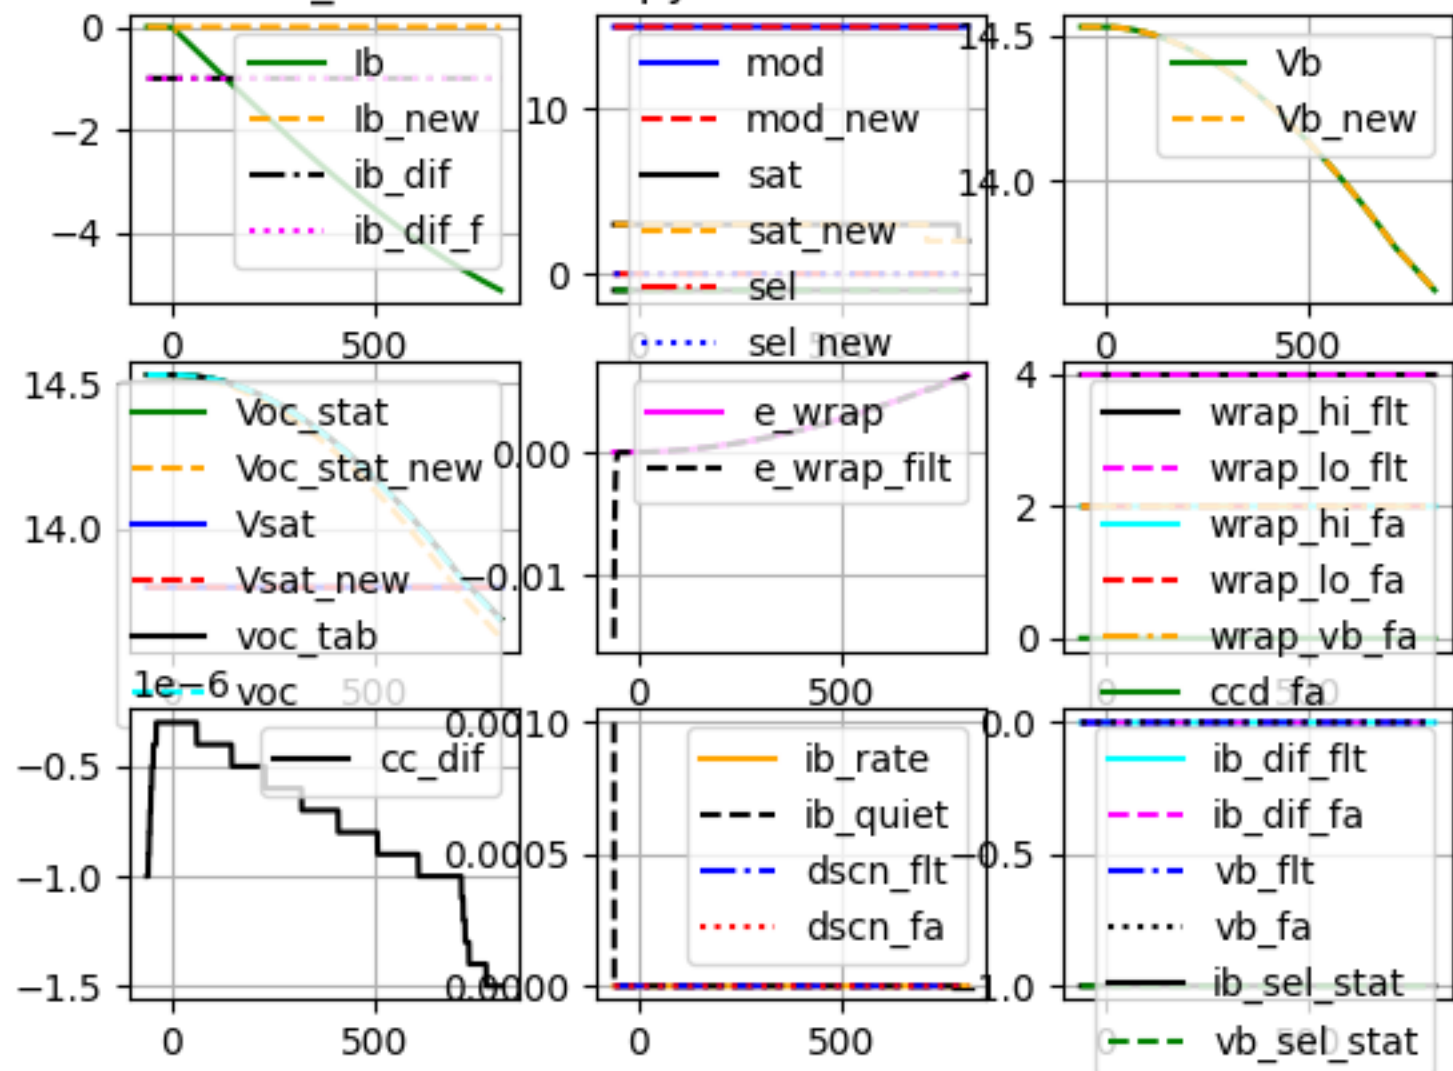 0
−2
−4
Ib
Ib_new
ib_dif
ib_dif_f
0 500
10
0
mod
mod_new
sat
sat_new
sel
sel_new
0
14.5
14.0
Vb
Vb_new
0 500
14.5
14.0
Voc_stat
Voc_stat_new
Vsat
Vsat_new
voc_tab
voc
500
0.00
−0.01
e_wrap
e_wrap_filt
0 500
4
2
0
wrap_hi_flt
wrap_lo_flt
wrap_hi_fa
wrap_lo_fa
wrap_vb_fa
ccd_fa
0
1e−6
−0.5
−1.0
−1.5
cc_dif
0 500
0.0010
0.0005
0.0000
ib_rate
ib_quiet
dscn_flt
dscn_fa
0 500
0.0
−0.5
1.0
ib_dif_flt
ib_dif_fa
vb_flt
vb_fa
ib_sel_stat
vb_sel_stat
0